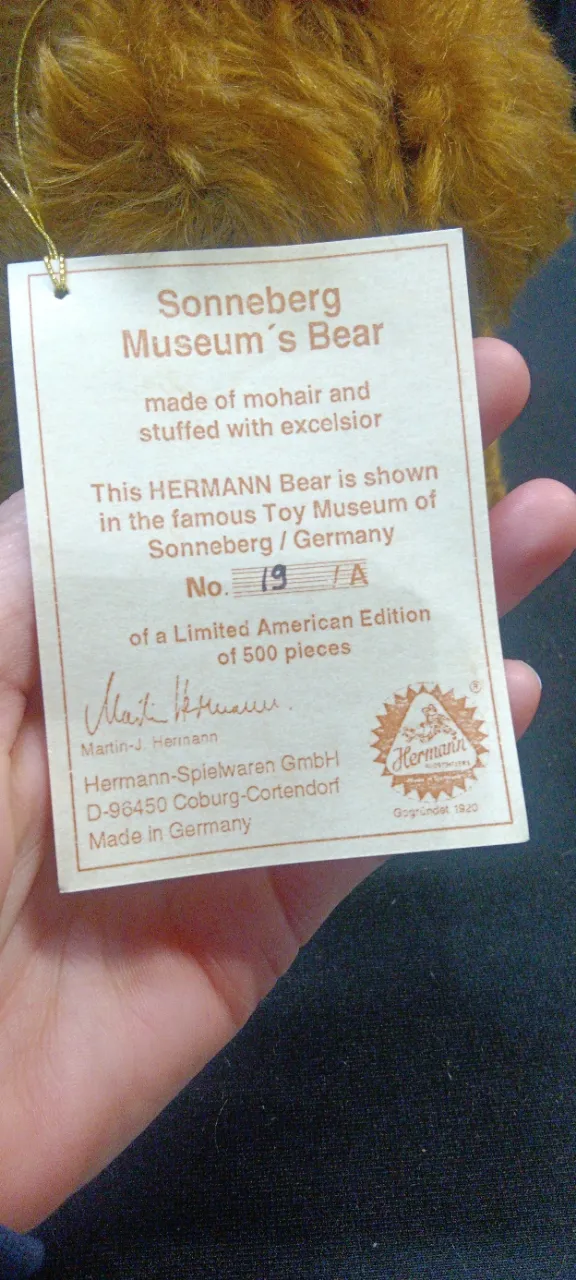 Sonneberg
Museum´s Bear
made of mohair and
stuffed with excelsior
This HERMANN Bear is shown
in the famous Toy Museum of
Sonneberg / Germany
No. 19 / A
of a Limited American Edition
of 500 pieces
Martin Hermann.
Martin-J. Hermann
Hermann-Spielwaren GmbH
D-96450 Coburg-Cortendorf
Made in Germany
®
Hermann
Gegründet 1920